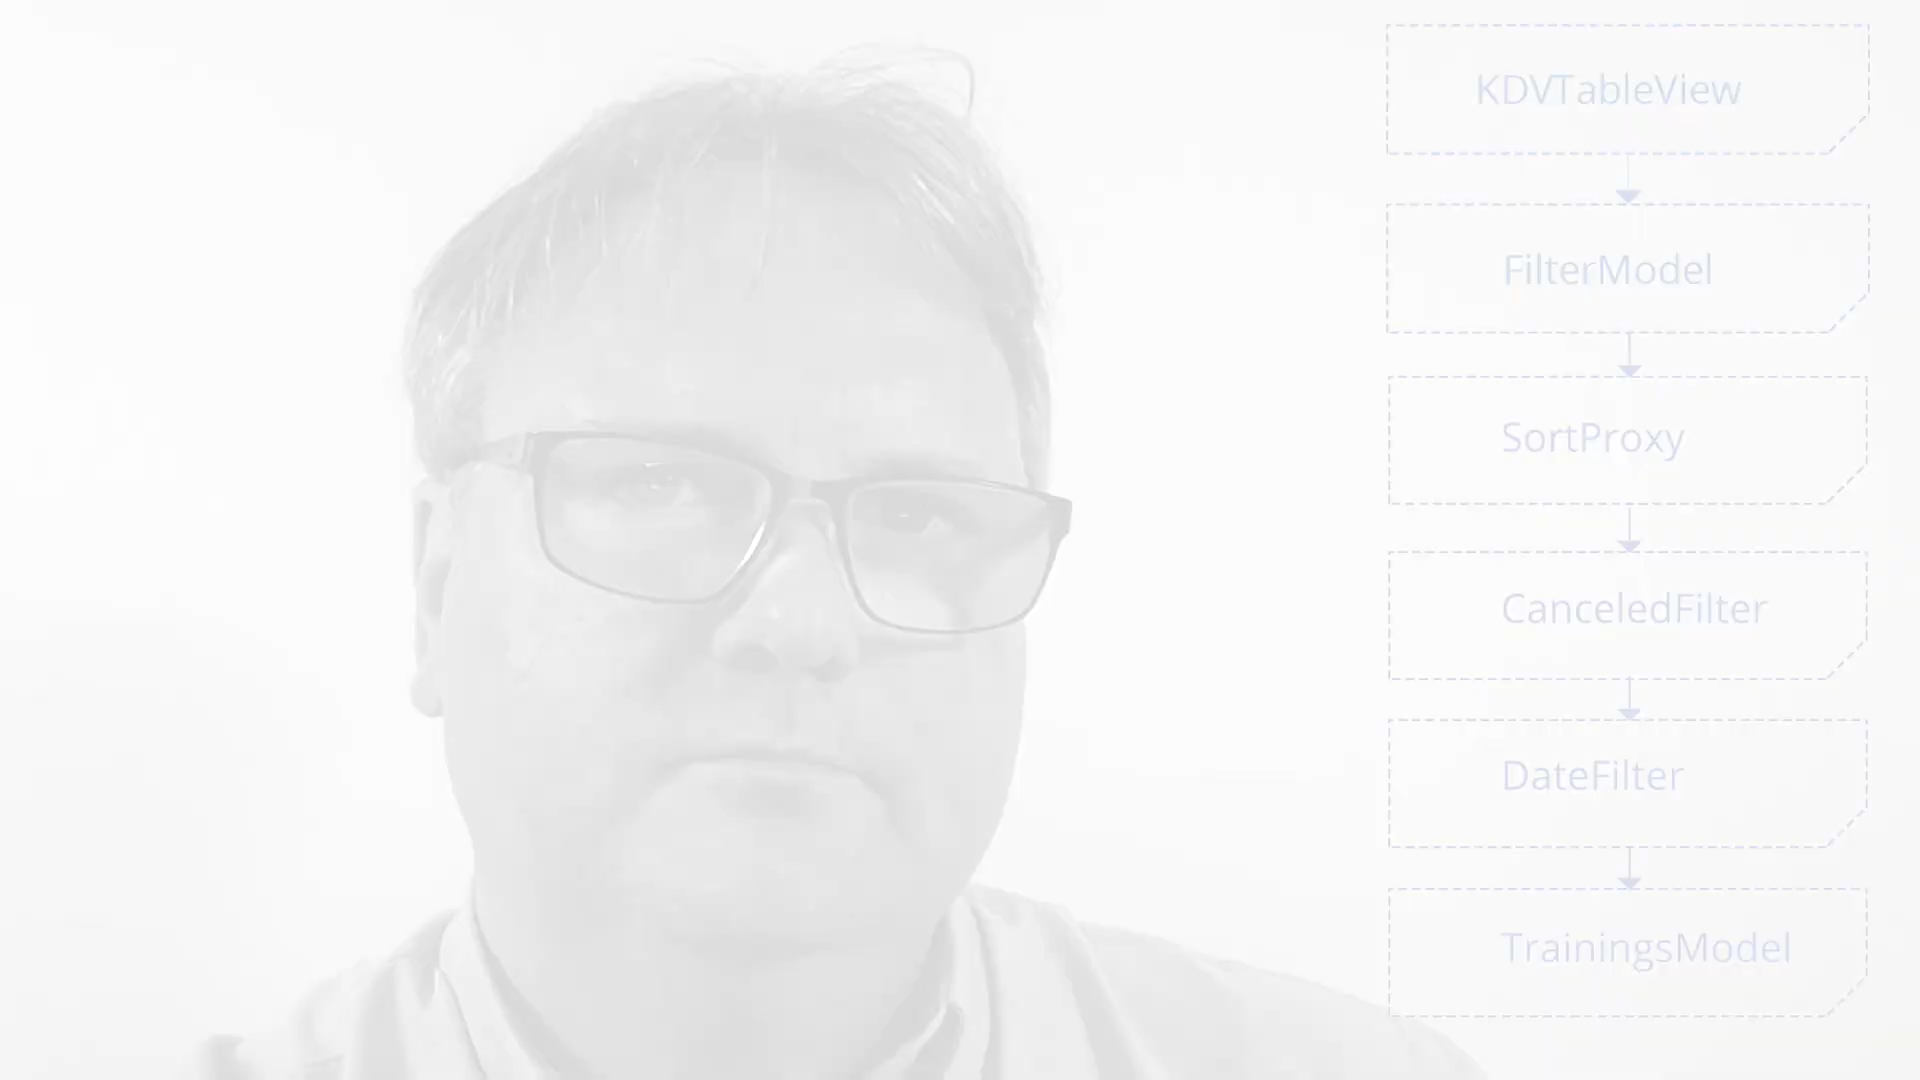 KDVTableView
FilterModel
SortProxy
CanceledFilter
DateFilter
TrainingsModel